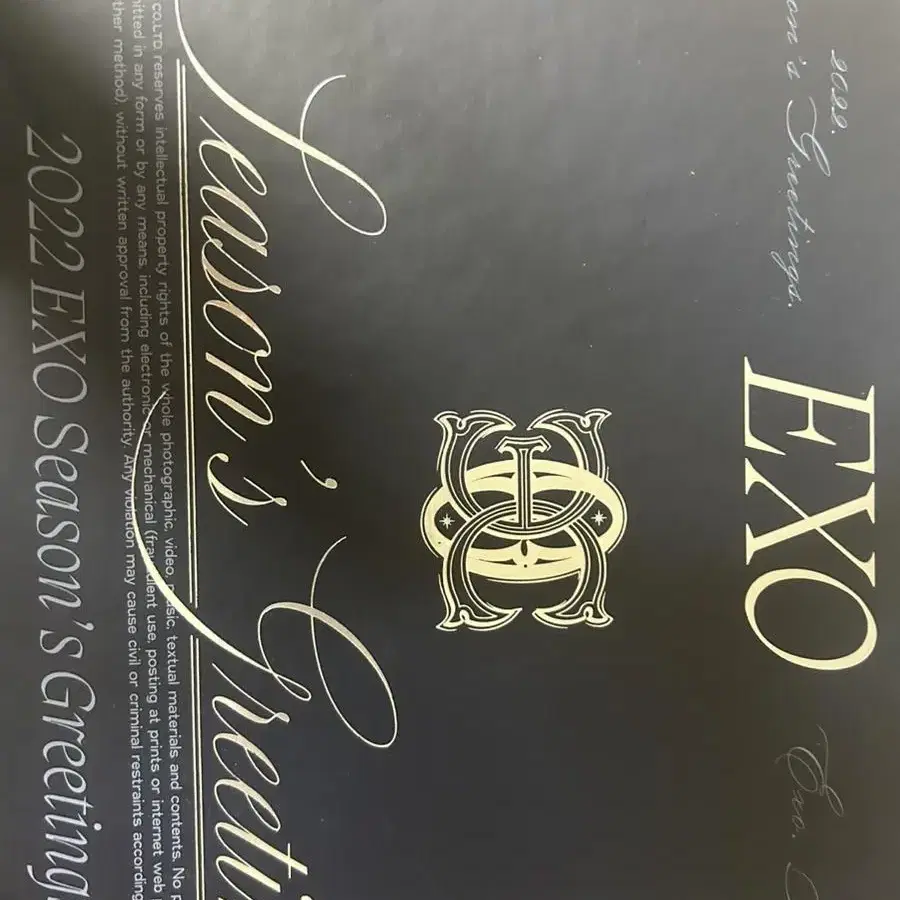 2022.
on's Greetings.
EXO
Exo.
Season's Greeti
CO.LTD. reserves intellectual property rights of the whole photographic, video, music, textual materials and contents. No
itted in any form or by any means, including electronic or mechanical (fraudulent use, posting at prints or internet web
ther method), without written approval from the authority. Any violation may cause civil or criminal restraints according
2022 EXO Season's Greeting